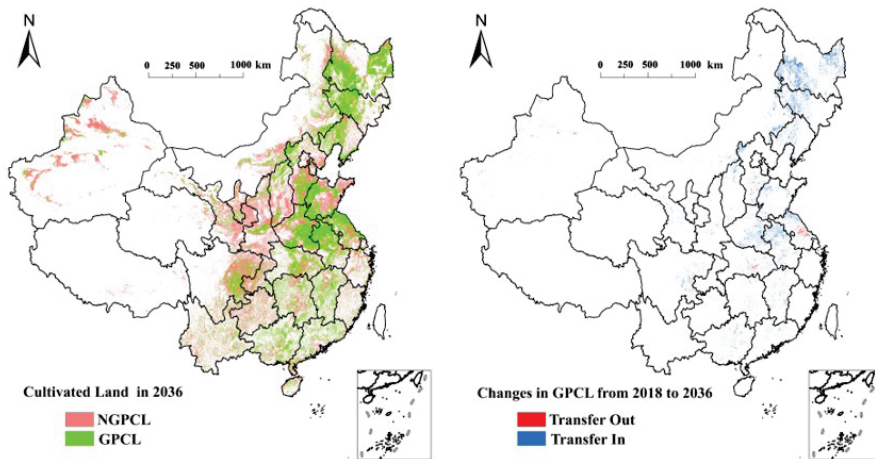 N
0 250 500 1000 km
Cultivated Land in 2036
NGPCL
GPCL
N
0 250 500 1000 km
Changes in GPCL from 2018 to 2036
Transfer Out
Transfer In